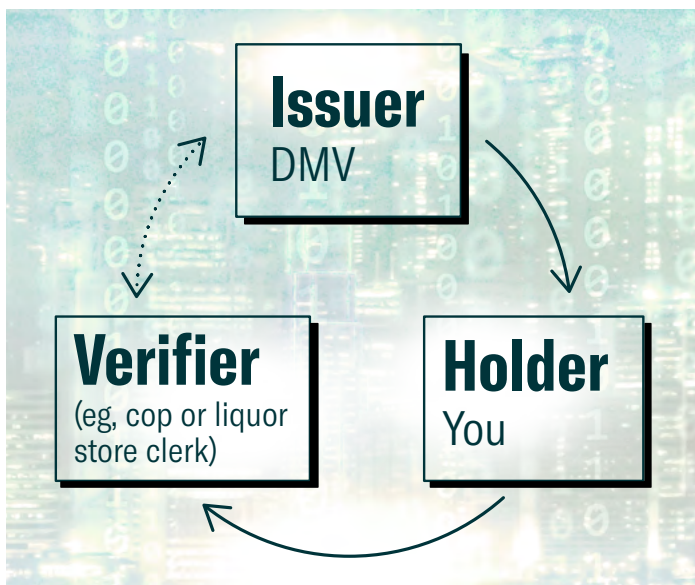 Issuer
DMV
Verifier
(eg, cop or liquor
store clerk)
Holder
You